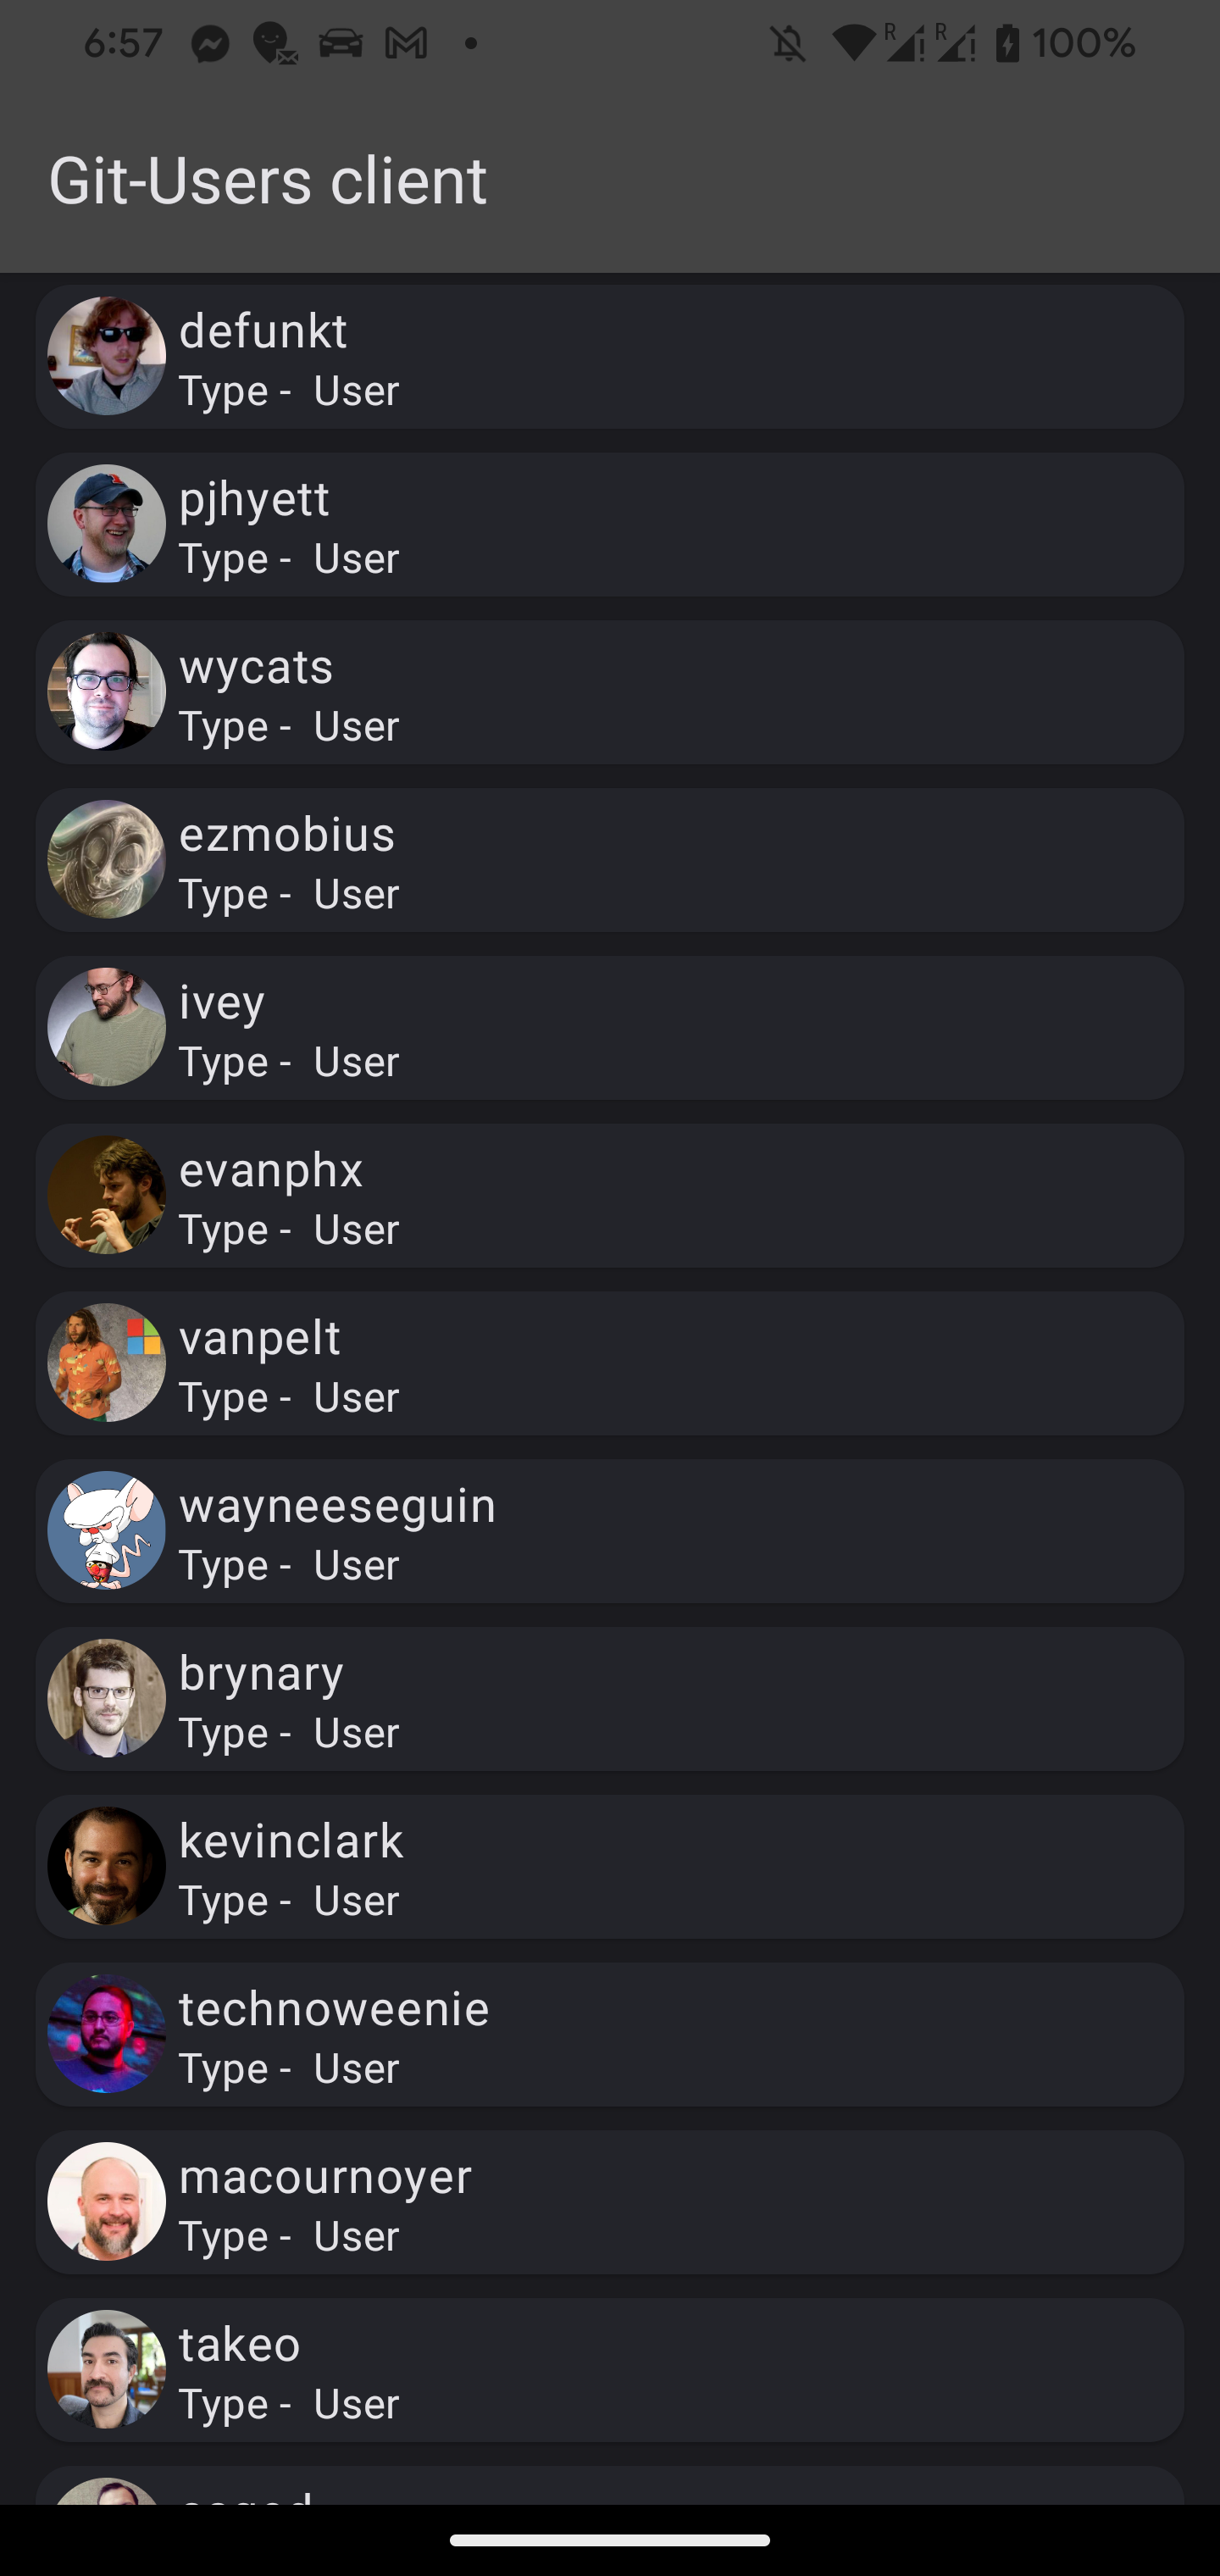 6:57
R R 100%
Git-Users client
defunkt
Type - User
pjhyett
Type - User
wycats
Type - User
ezmobius
Type - User
ivey
Type - User
evanphx
Type - User
vanpelt
Type - User
wayneeseguin
Type - User
brynary
Type - User
kevinclark
Type - User
technoweenie
Type - User
macournoyer
Type - User
takeo
Type - User